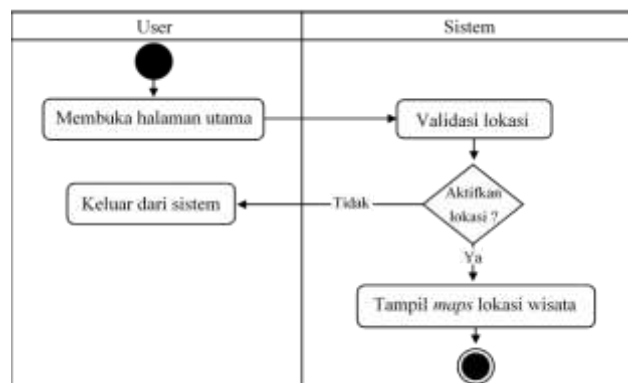 User
Sistem
Membuka halaman utama
Validasi lokasi
Keluar dari sistem
Tidak
Aktifkan
lokasi ?
Ya
Tampil maps lokasi wisata